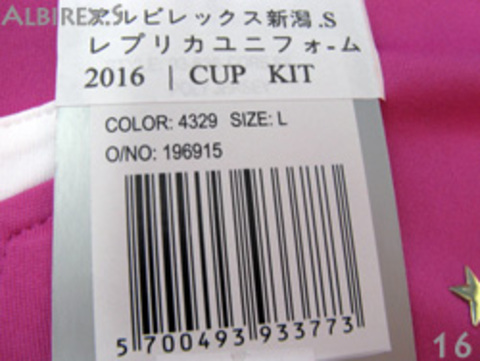 ALBIREX.S
アルビレックス新潟.S
レプリカユニフォーム
2016 | CUP KIT
COLOR: 4329 SIZE: L
O/NO: 196915
5 700493 933773
16